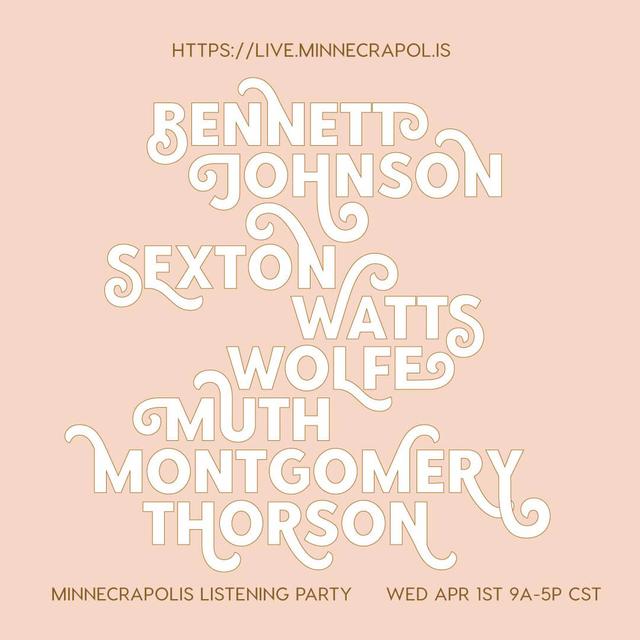 HTTPS://LIVE.MINNECRAPOL.IS
BENNETT
JOHNSON
SEXTON
WATTS
WOLFE
MUTH
MONTGOMERY
THORSON
MINNECRAPOLIS LISTENING PARTY WED APR 1ST 9A-5P CST